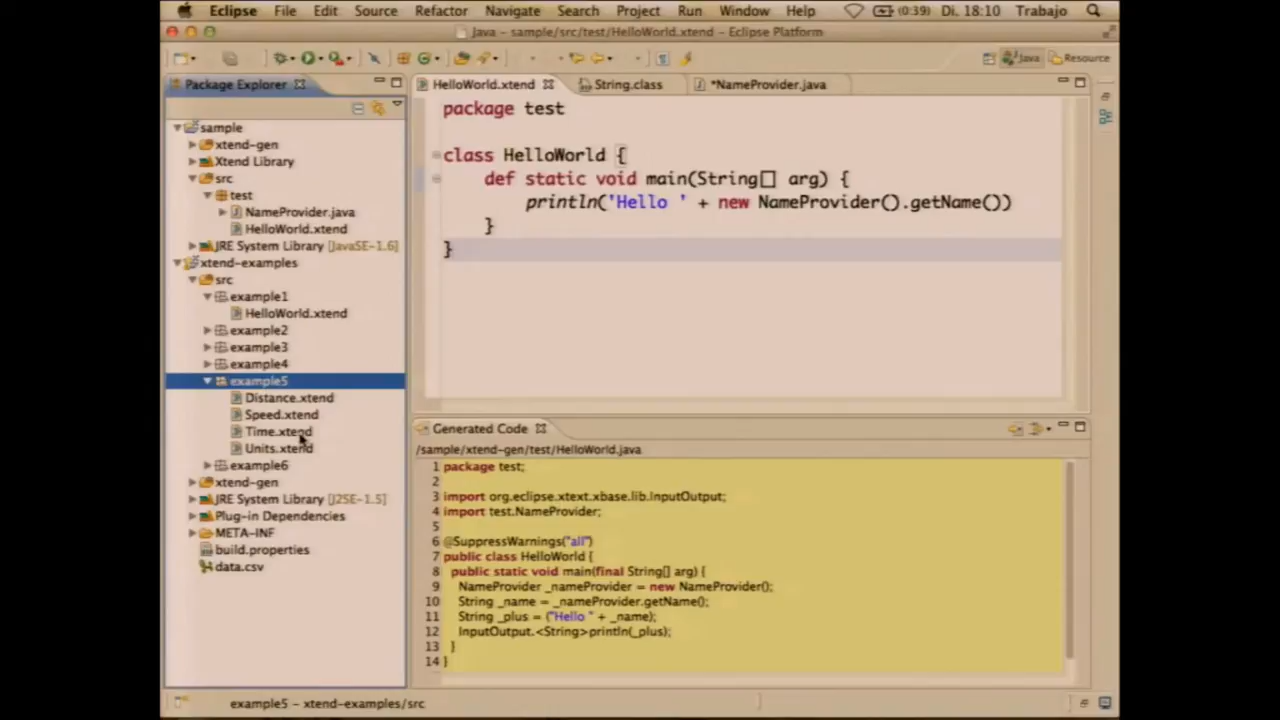 Eclipse File Edit Source Refactor Navigate Search Project Run Window Help (0:39) Di. 18:10 Trabajo
Java – sample/src/test/HelloWorld.xtend – Eclipse Platform
Java Resource
Package Explorer
sample
xtend-gen
Xtend Library
src
test
NameProvider.java
HelloWorld.xtend
JRE System Library [JavaSE-1.6]
xtend-examples
src
example1
HelloWorld.xtend
example2
example3
example4
example5
Distance.xtend
Speed.xtend
Time.xtend
Units.xtend
example6
xtend-gen
JRE System Library [J2SE-1.5]
Plug-in Dependencies
META-INF
build.properties
data.csv
HelloWorld.xtend String.class *NameProvider.java
package test
class HelloWorld {
def static void main(String[] arg) {
println('Hello ' + new NameProvider().getName())
}
}
Generated Code
/sample/xtend-gen/test/HelloWorld.java
1 package test;
2
3 import org.eclipse.xtext.xbase.lib.InputOutput;
4 import test.NameProvider;
5
6 @SuppressWarnings("all")
7 public class HelloWorld {
8 public static void main(final String[] arg) {
9 NameProvider _nameProvider = new NameProvider();
10 String _name = _nameProvider.getName();
11 String _plus = ("Hello " + _name);
12 InputOutput.<String>println(_plus);
13 }
14 }
example5 – xtend-examples/src